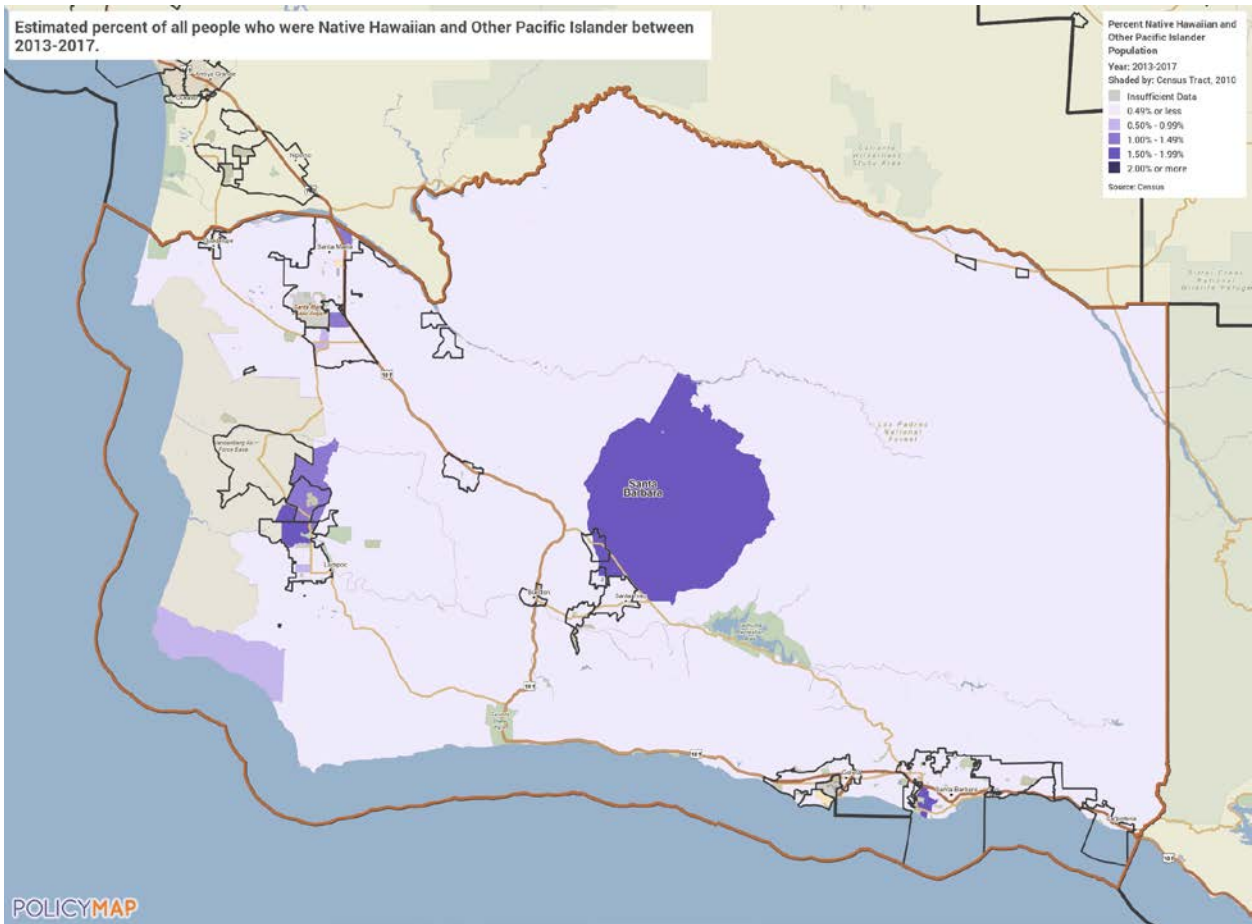 Estimated percent of all people who were Native Hawaiian and Other Pacific Islander between
2013-2017.
Percent Native Hawaiian and
Other Pacific Islander
Population
Year: 2013-2017
Shaded by: Census Tract, 2010
Insufficient Data
0.49% or less
0.50% - 0.99%
1.00% - 1.49%
1.50% - 1.99%
2.00% or more
Source: Census
Santa Maria
101
Los Padres
National
Forest
Santa
Barbara
Lompoc
Buellton
101
101
Santa Barbara
Carpinteria
101
POLICYMAP